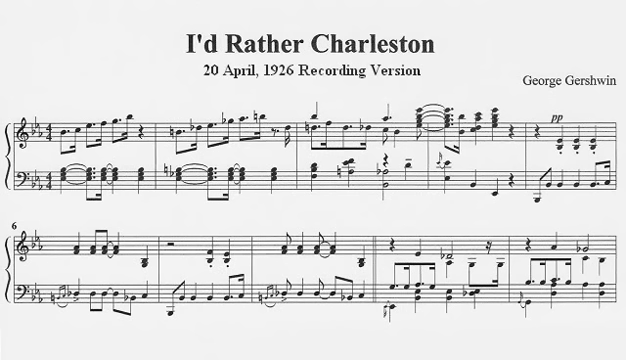 I'd Rather Charleston
20 April, 1926 Recording Version
George Gershwin
pp
6